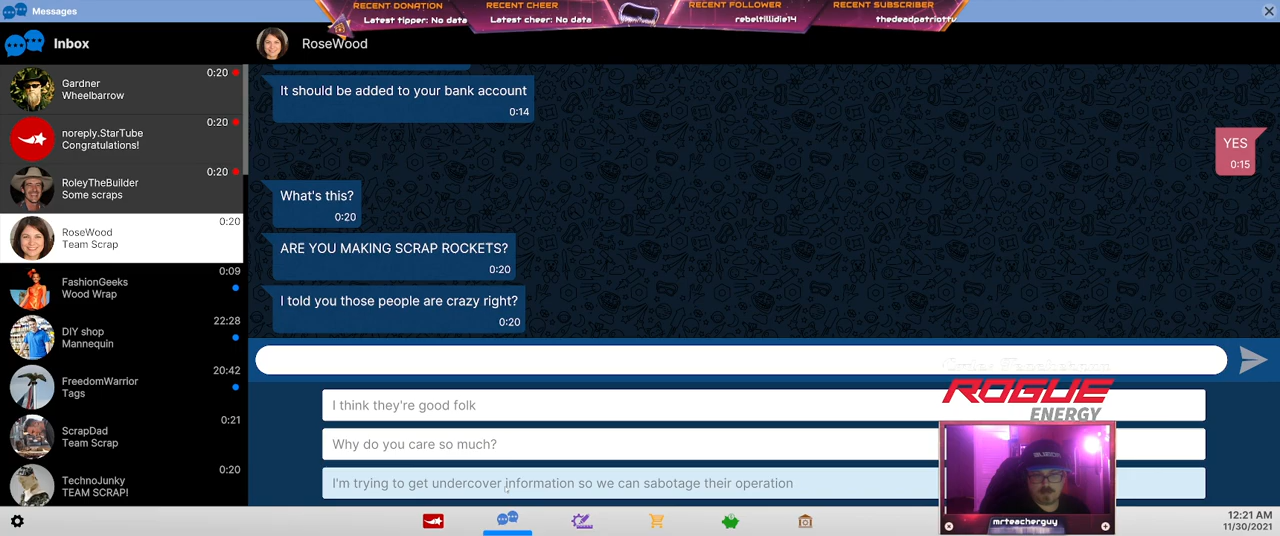 Messages
RECENT DONATION
Latest tipper: No data
RECENT CHEER
Latest cheer: No data
RECENT FOLLOWER
rebeltillidie14
RECENT SUBSCRIBER
thedeadpatriottv
Inbox
RoseWood
Gardner
Wheelbarrow
0:20
noreply.StarTube
Congratulations!
0:20
RoleyTheBuilder
Some scraps
0:20
RoseWood
Team Scrap
0:20
FashionGeeks
Wood Wrap
0:09
DIY shop
Mannequin
22:28
FreedomWarrior
Tags
20:42
ScrapDad
Team Scrap
0:21
TechnoJunky
TEAM SCRAP!
0:20
It should be added to your bank account
0:14
YES
0:15
What's this?
0:20
ARE YOU MAKING SCRAP ROCKETS?
0:20
I told you those people are crazy right?
0:20
I think they're good folk
Why do you care so much?
I'm trying to get undercover information so we can sabotage their operation
ROGUE
ENERGY
mrteacherguy
12:21 AM
11/30/2021